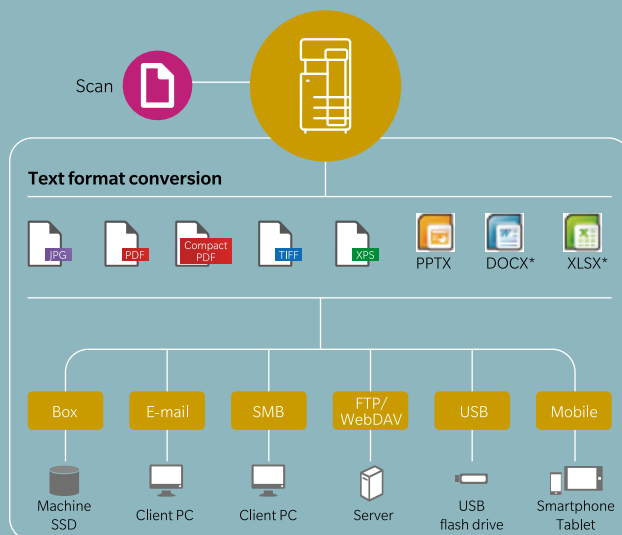 Scan
Text format conversion
JPG
PDF
Compact
PDF
TIFF
XPS
PPTX
DOCX*
XLSX*
Box
E-mail
SMB
FTP/
WebDAV
USB
Mobile
Machine
SSD
Client PC
Client PC
Server
USB
flash drive
Smartphone
Tablet